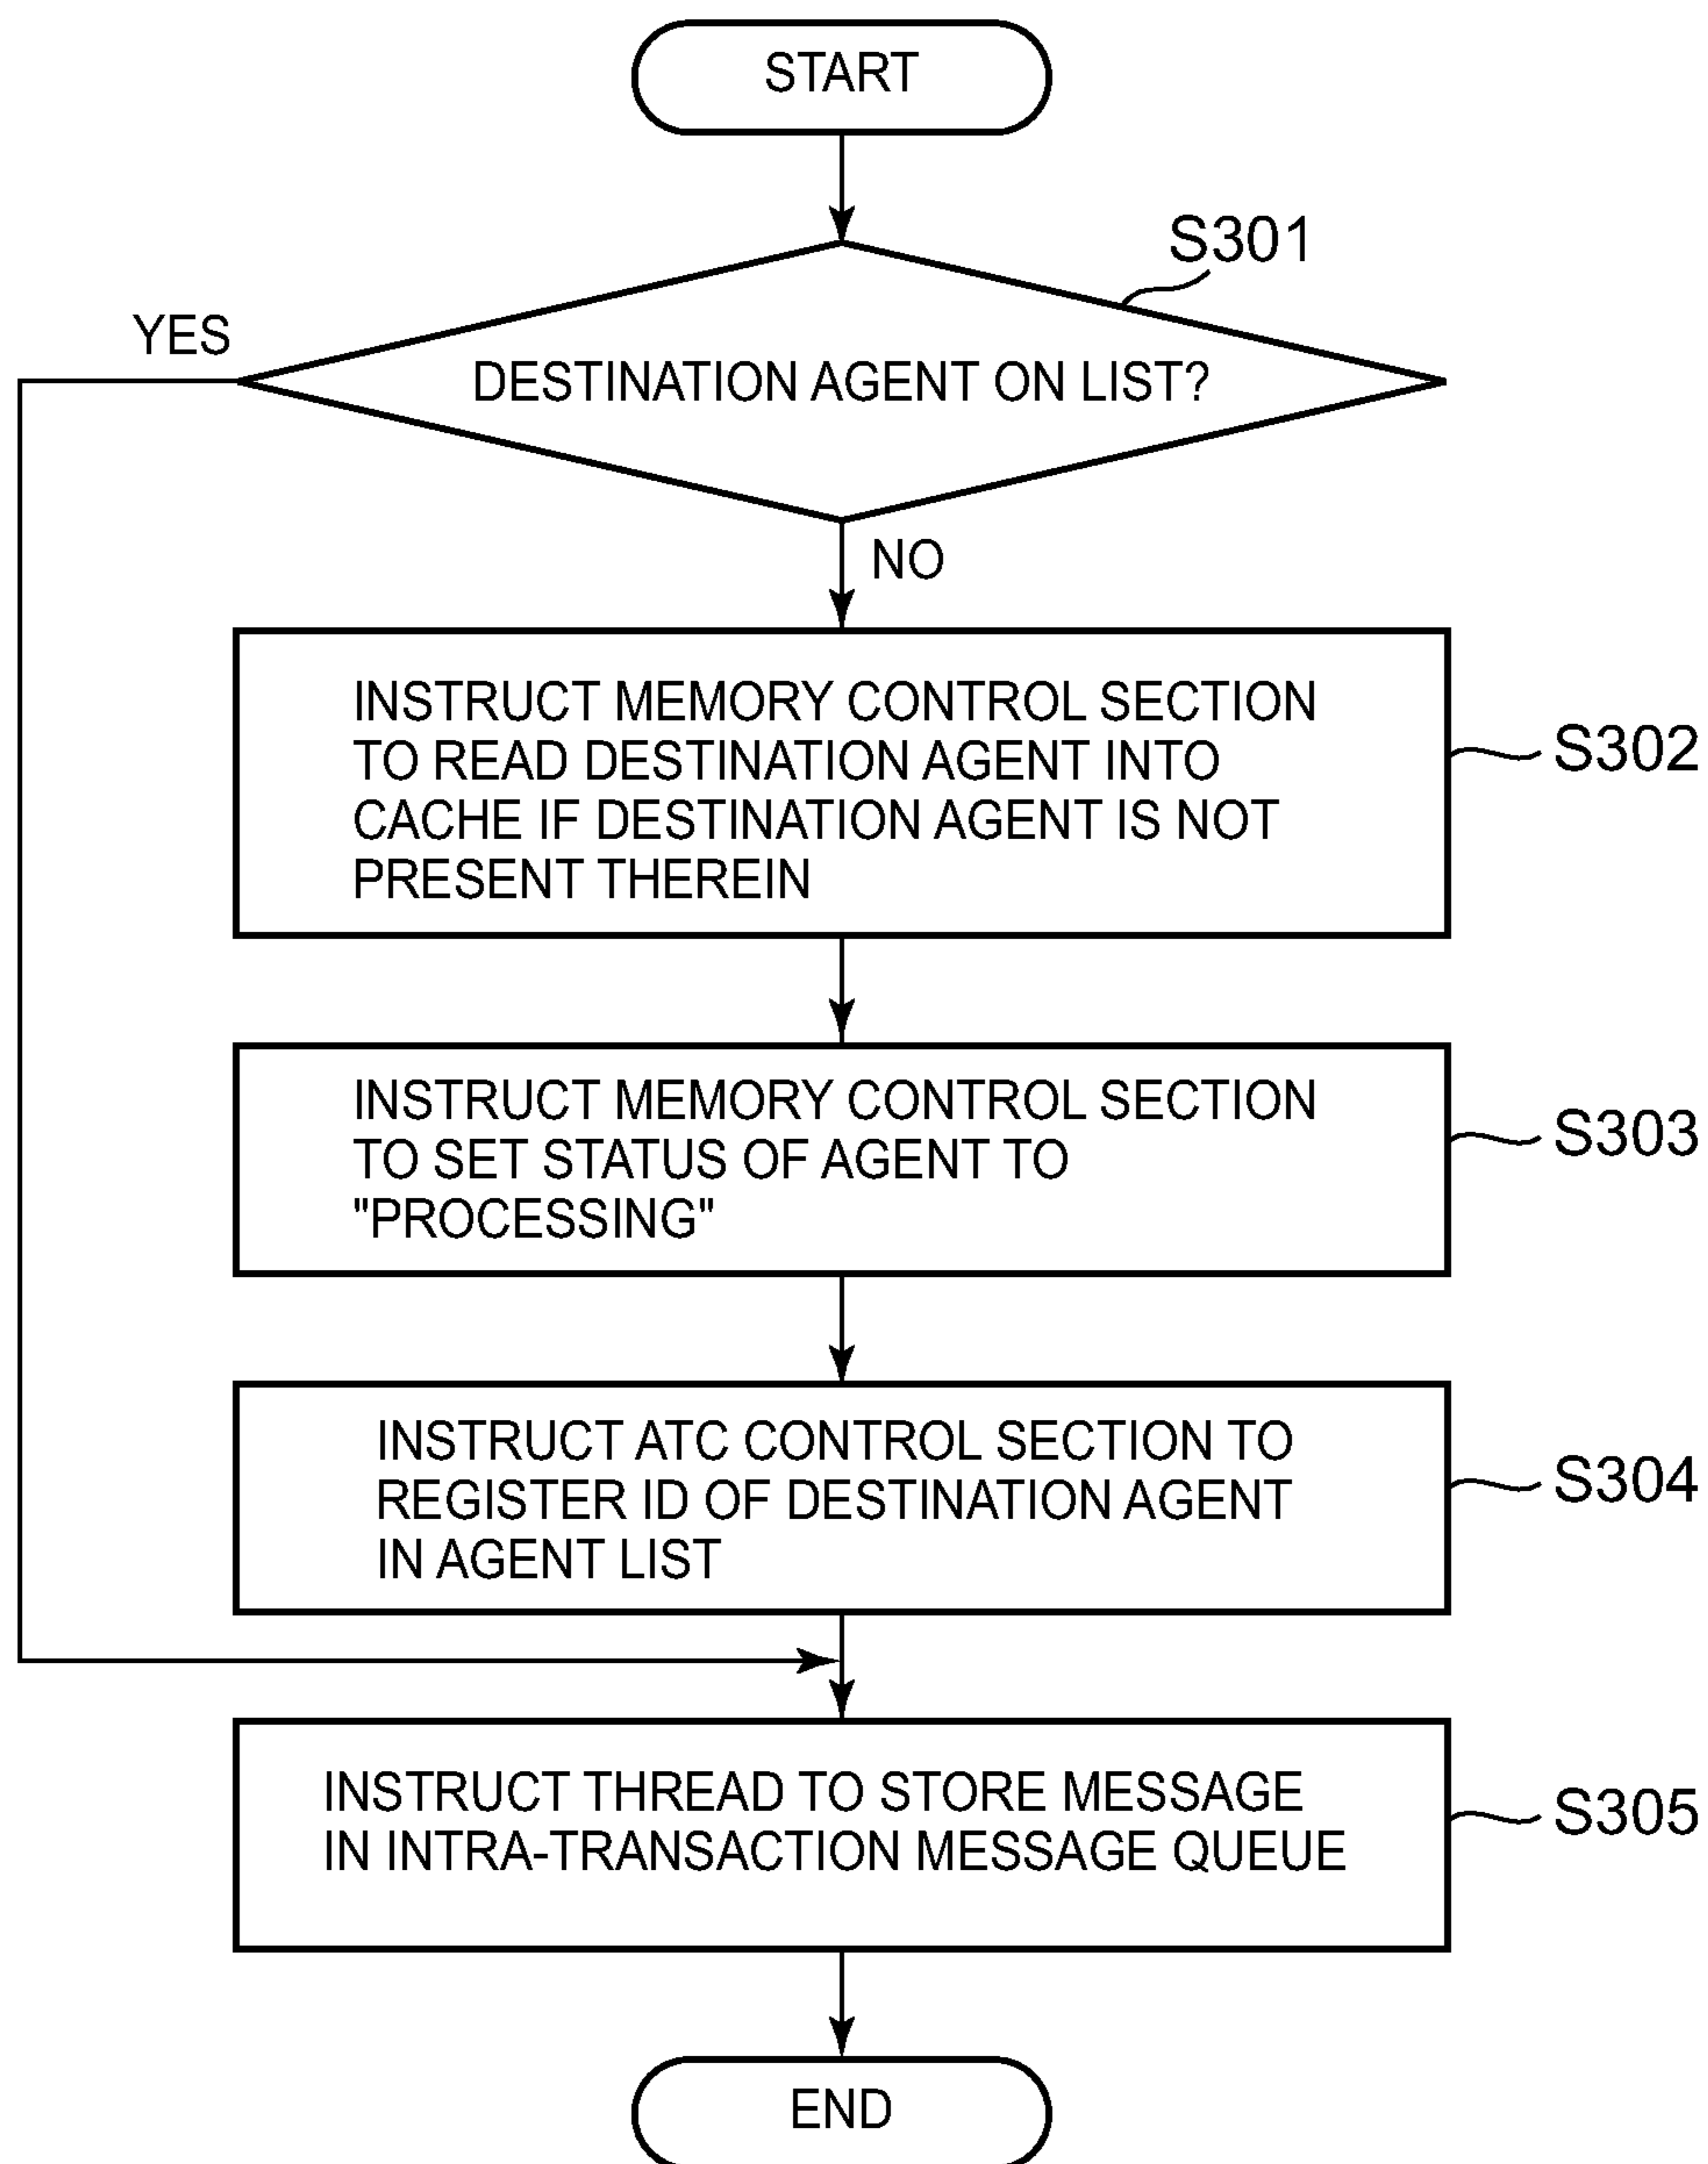 START
S301
YES
DESTINATION AGENT ON LIST?
NO
INSTRUCT MEMORY CONTROL SECTION
TO READ DESTINATION AGENT INTO
CACHE IF DESTINATION AGENT IS NOT
PRESENT THEREIN
S302
INSTRUCT MEMORY CONTROL SECTION
TO SET STATUS OF AGENT TO
"PROCESSING"
S303
INSTRUCT ATC CONTROL SECTION TO
REGISTER ID OF DESTINATION AGENT
IN AGENT LIST
S304
INSTRUCT THREAD TO STORE MESSAGE
IN INTRA-TRANSACTION MESSAGE QUEUE
S305
END